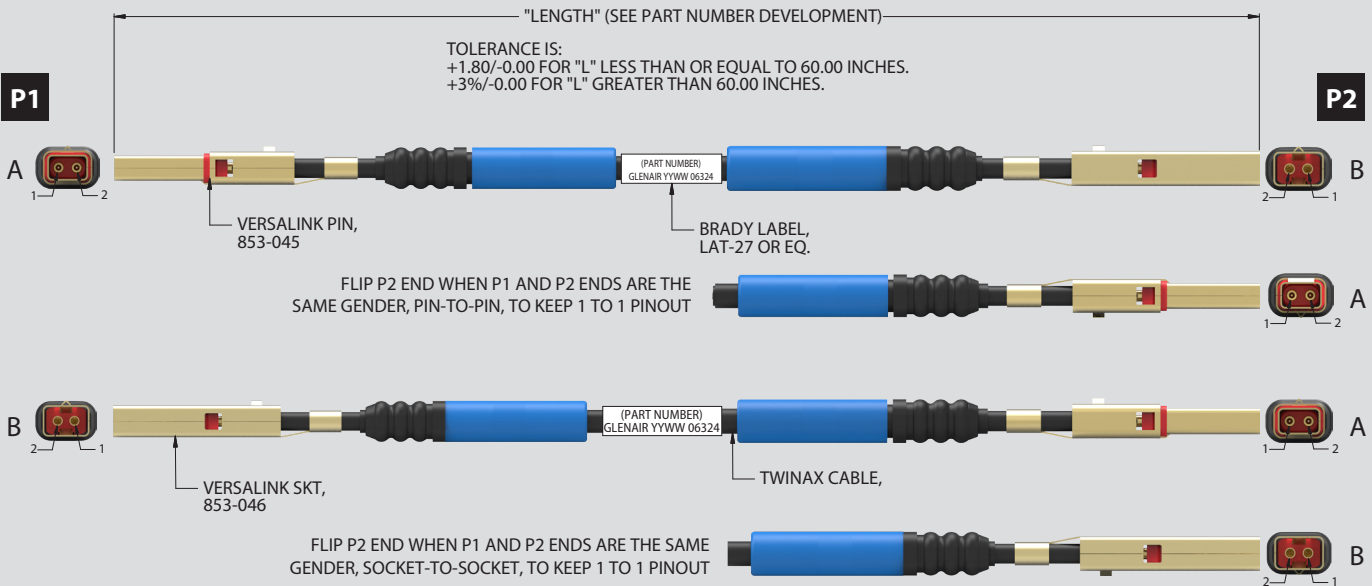 "LENGTH" (SEE PART NUMBER DEVELOPMENT)
TOLERANCE IS:
+1.80/-0.00 FOR "L" LESS THAN OR EQUAL TO 60.00 INCHES.
+3%/-0.00 FOR "L" GREATER THAN 60.00 INCHES.
P1
P2
A
1
2
(PART NUMBER)
GLENAIR YYWW 06324
B
2
1
VERSALINK PIN,
853-045
BRADY LABEL,
LAT-27 OR EQ.
FLIP P2 END WHEN P1 AND P2 ENDS ARE THE
SAME GENDER, PIN-TO-PIN, TO KEEP 1 TO 1 PINOUT
A
1
2
B
2
1
(PART NUMBER)
GLENAIR YYWW 06324
A
1
2
VERSALINK SKT,
853-046
TWINAX CABLE,
FLIP P2 END WHEN P1 AND P2 ENDS ARE THE SAME
GENDER, SOCKET-TO-SOCKET, TO KEEP 1 TO 1 PINOUT
B
2
1